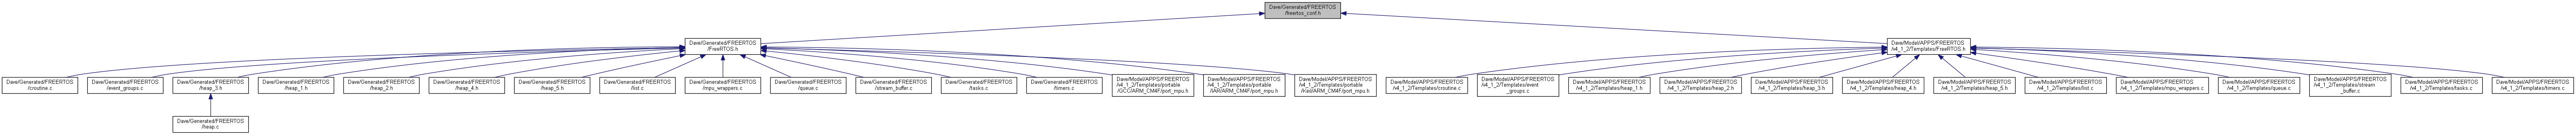 Dave/Generated/FREERTOS
/freertos_conf.h
Dave/Generated/FREERTOS
/FreeRTOS.h
Dave/Model/APPS/FREERTOS
/v4_1_2/Templates/FreeRTOS.h
Dave/Generated/FREERTOS
/croutine.c
Dave/Generated/FREERTOS
/event_groups.c
Dave/Generated/FREERTOS
/heap_3.h
Dave/Generated/FREERTOS
/heap_1.h
Dave/Generated/FREERTOS
/heap_2.h
Dave/Generated/FREERTOS
/heap_4.h
Dave/Generated/FREERTOS
/heap_5.h
Dave/Generated/FREERTOS
/list.c
Dave/Generated/FREERTOS
/mpu_wrappers.c
Dave/Generated/FREERTOS
/queue.c
Dave/Generated/FREERTOS
/stream_buffer.c
Dave/Generated/FREERTOS
/tasks.c
Dave/Generated/FREERTOS
/timers.c
Dave/Model/APPS/FREERTOS
/v4_1_2/Templates/portable
/GCC/ARM_CM4F/port_mpu.h
Dave/Model/APPS/FREERTOS
/v4_1_2/Templates/portable
/IAR/ARM_CM4F/port_mpu.h
Dave/Model/APPS/FREERTOS
/v4_1_2/Templates/portable
/Keil/ARM_CM4F/port_mpu.h
Dave/Model/APPS/FREERTOS
/v4_1_2/Templates/croutine.c
Dave/Model/APPS/FREERTOS
/v4_1_2/Templates/event
_groups.c
Dave/Model/APPS/FREERTOS
/v4_1_2/Templates/heap_1.h
Dave/Model/APPS/FREERTOS
/v4_1_2/Templates/heap_2.h
Dave/Model/APPS/FREERTOS
/v4_1_2/Templates/heap_3.h
Dave/Model/APPS/FREERTOS
/v4_1_2/Templates/heap_4.h
Dave/Model/APPS/FREERTOS
/v4_1_2/Templates/heap_5.h
Dave/Model/APPS/FREERTOS
/v4_1_2/Templates/list.c
Dave/Model/APPS/FREERTOS
/v4_1_2/Templates/mpu_wrappers.c
Dave/Model/APPS/FREERTOS
/v4_1_2/Templates/queue.c
Dave/Model/APPS/FREERTOS
/v4_1_2/Templates/stream
_buffer.c
Dave/Model/APPS/FREERTOS
/v4_1_2/Templates/tasks.c
Dave/Model/APPS/FREERTOS
/v4_1_2/Templates/timers.c
Dave/Generated/FREERTOS
/heap.c